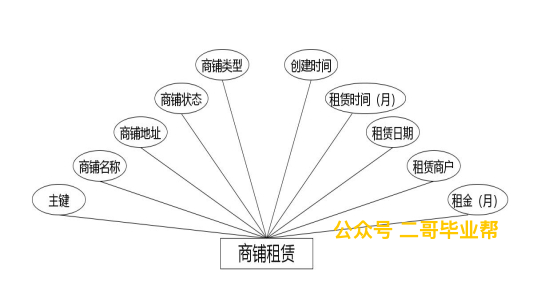 商铺类型
创建时间
商铺状态
租赁时间（月）
商铺地址
租赁日期
商铺名称
租赁商户
主键
租金（月）
公众号 二哥毕业帮
商铺租赁